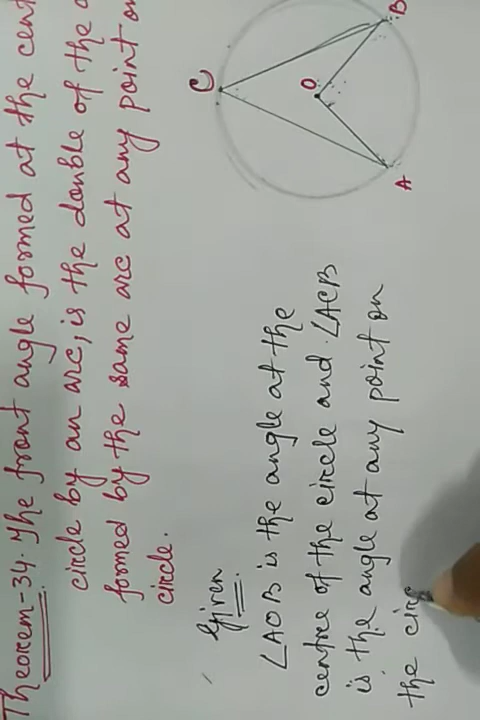 Theorem-34. The front angle formed at the
circle by an arc, is the double of the
formed by the same arc at any point on
circle.
Given
∠AOB is the angle at the
centre of the circle and ∠ACB
is the angle at any point on
the
C
O
B
A